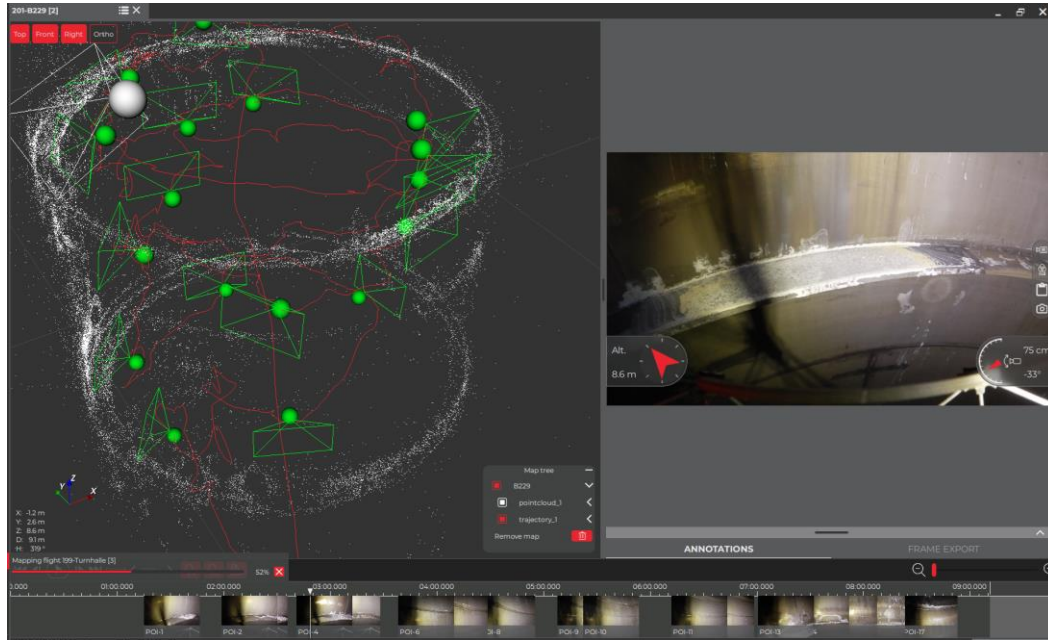 201-B229 [2]
Top Front Right Ortho
Alt.
8.6 m
75 cm
-33°
Z
Y
X
Map tree
B229
pointcloud_1
trajectory_1
Remove map
X: -1.2 m
Y: 2.6 m
Z: 8.6 m
D: 9.1 m
H: 319 °
ANNOTATIONS FRAME EXPORT
Mapping flight 199-Turnhalle [3]
52%
01:00.000 02:00.000 03:00.000 04:00.000 05:00.000 06:00.000 07:00.000 08:00.000 09:00.000
POI-1 POI-2 POI-4 POI-6 POI-9 POI-10 POI-11 POI-13 POI-17